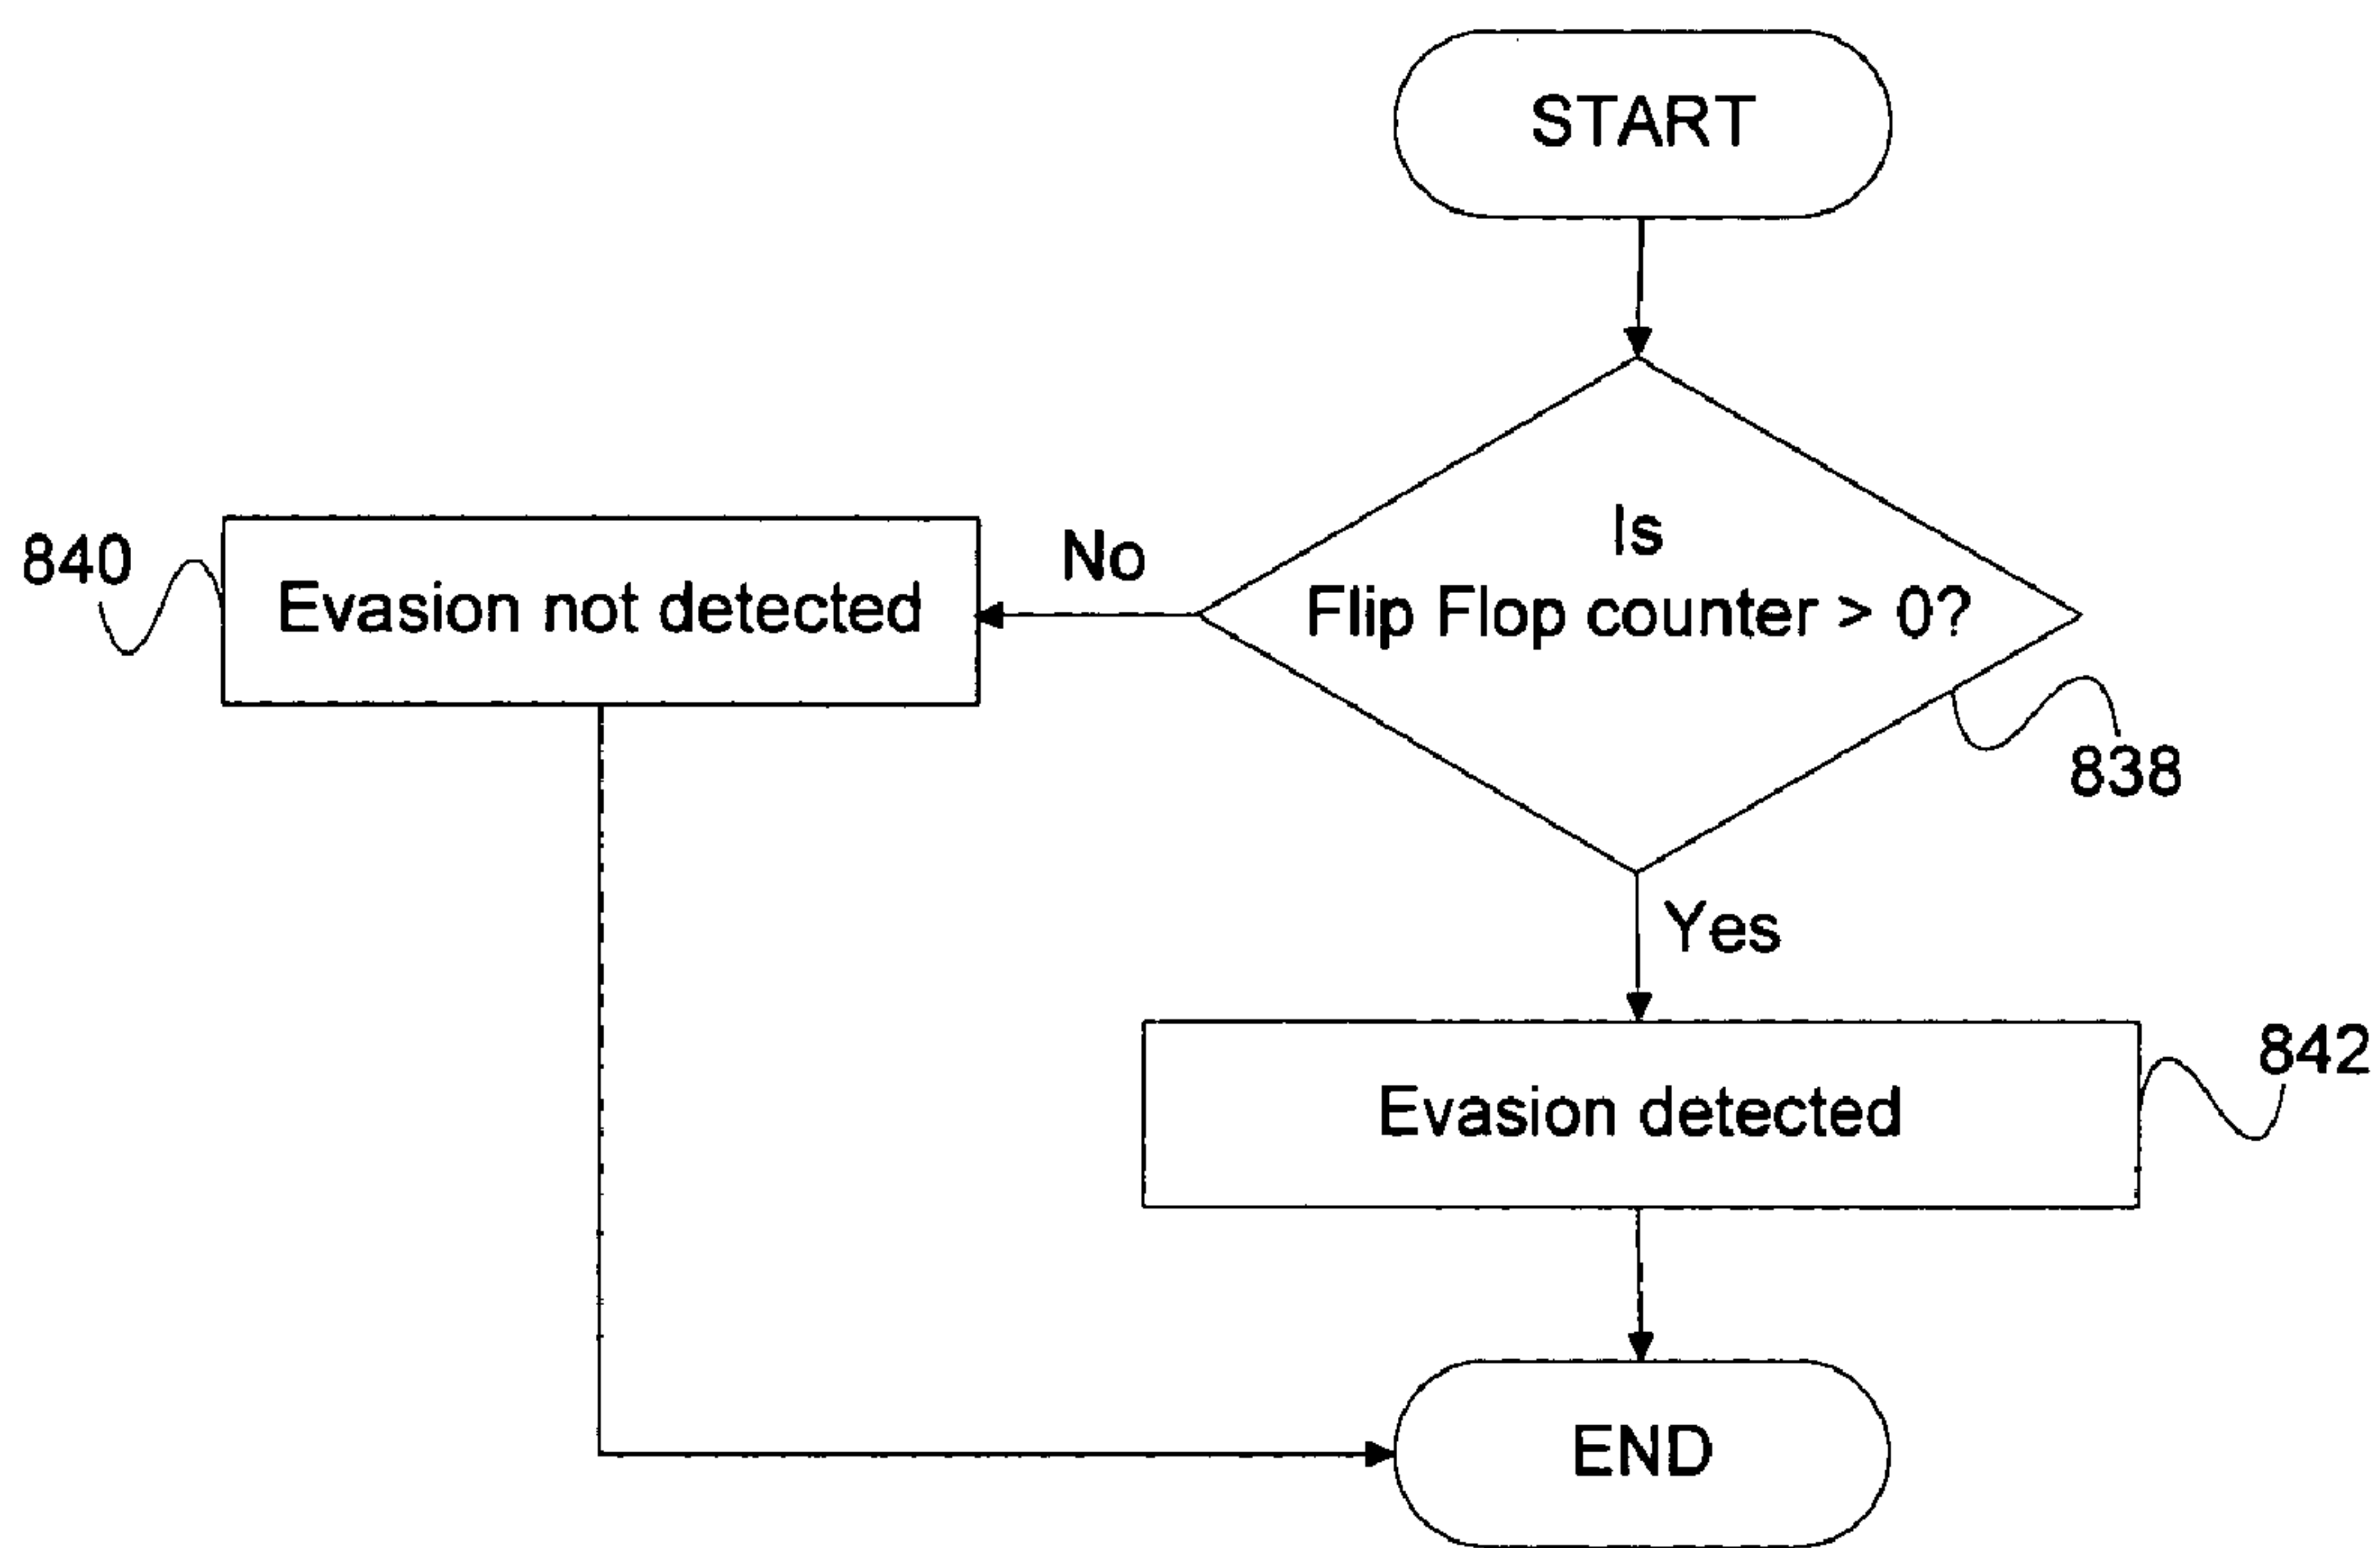 START
Is
Flip Flop counter > 0?
838
No
840
Evasion not detected
Yes
Evasion detected
842
END